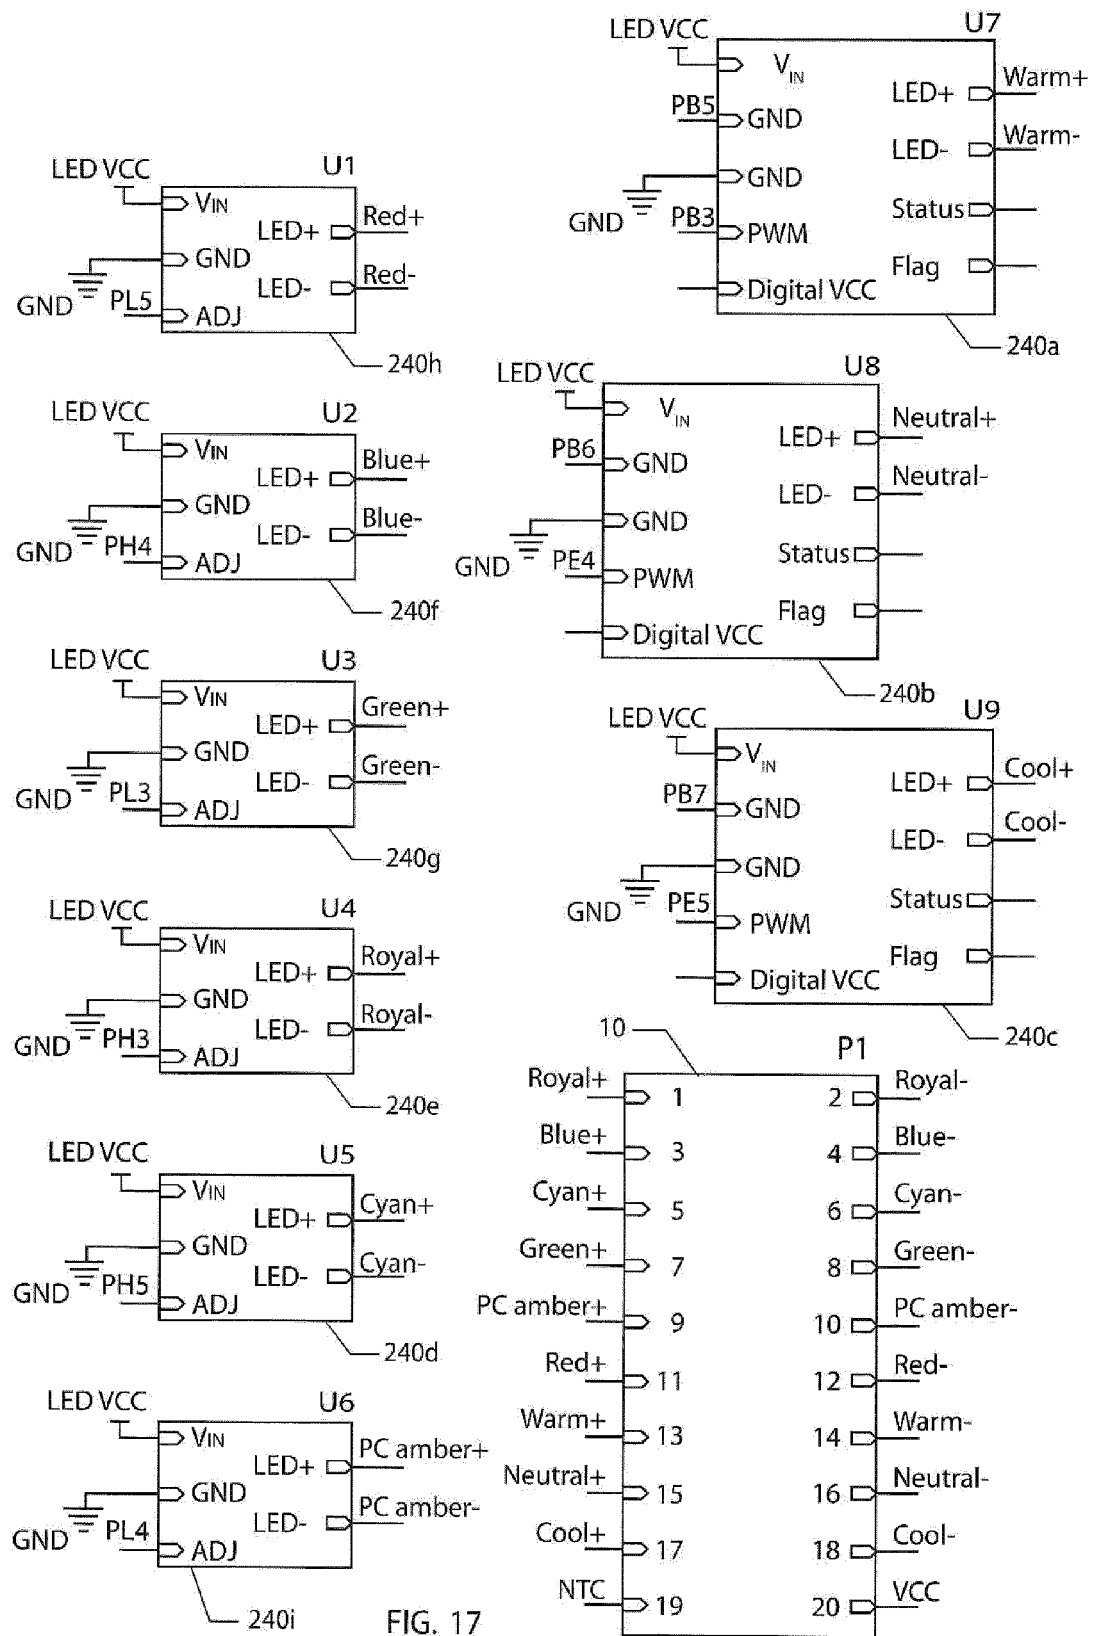 LED VCC
U1
VIN
LED+
Red+
GND
LED-
Red-
GND
PL5
ADJ
240h
LED VCC
U2
VIN
LED+
Blue+
GND
LED-
Blue-
GND
PH4
ADJ
240f
LED VCC
U3
VIN
LED+
Green+
GND
LED-
Green-
GND
PL3
ADJ
240g
LED VCC
U4
VIN
LED+
Royal+
GND
LED-
Royal-
GND
PH3
ADJ
240e
LED VCC
U5
VIN
LED+
Cyan+
GND
LED-
Cyan-
GND
PH5
ADJ
240d
LED VCC
U6
VIN
LED+
PC amber+
GND
LED-
PC amber-
GND
PL4
ADJ
240i
LED VCC
U7
VIN
LED+
Warm+
PB5
GND
LED-
Warm-
GND
GND
Status
PB3
PWM
Flag
Digital VCC
240a
LED VCC
U8
VIN
LED+
Neutral+
PB6
GND
LED-
Neutral-
GND
GND
Status
PE4
PWM
Flag
Digital VCC
240b
LED VCC
U9
VIN
LED+
Cool+
PB7
GND
LED-
Cool-
GND
GND
Status
PE5
PWM
Flag
Digital VCC
240c
10
P1
Royal+ 1 2 Royal-
Blue+ 3 4 Blue-
Cyan+ 5 6 Cyan-
Green+ 7 8 Green-
PC amber+ 9 10 PC amber-
Red+ 11 12 Red-
Warm+ 13 14 Warm-
Neutral+ 15 16 Neutral-
Cool+ 17 18 Cool-
NTC 19 20 VCC
FIG. 17